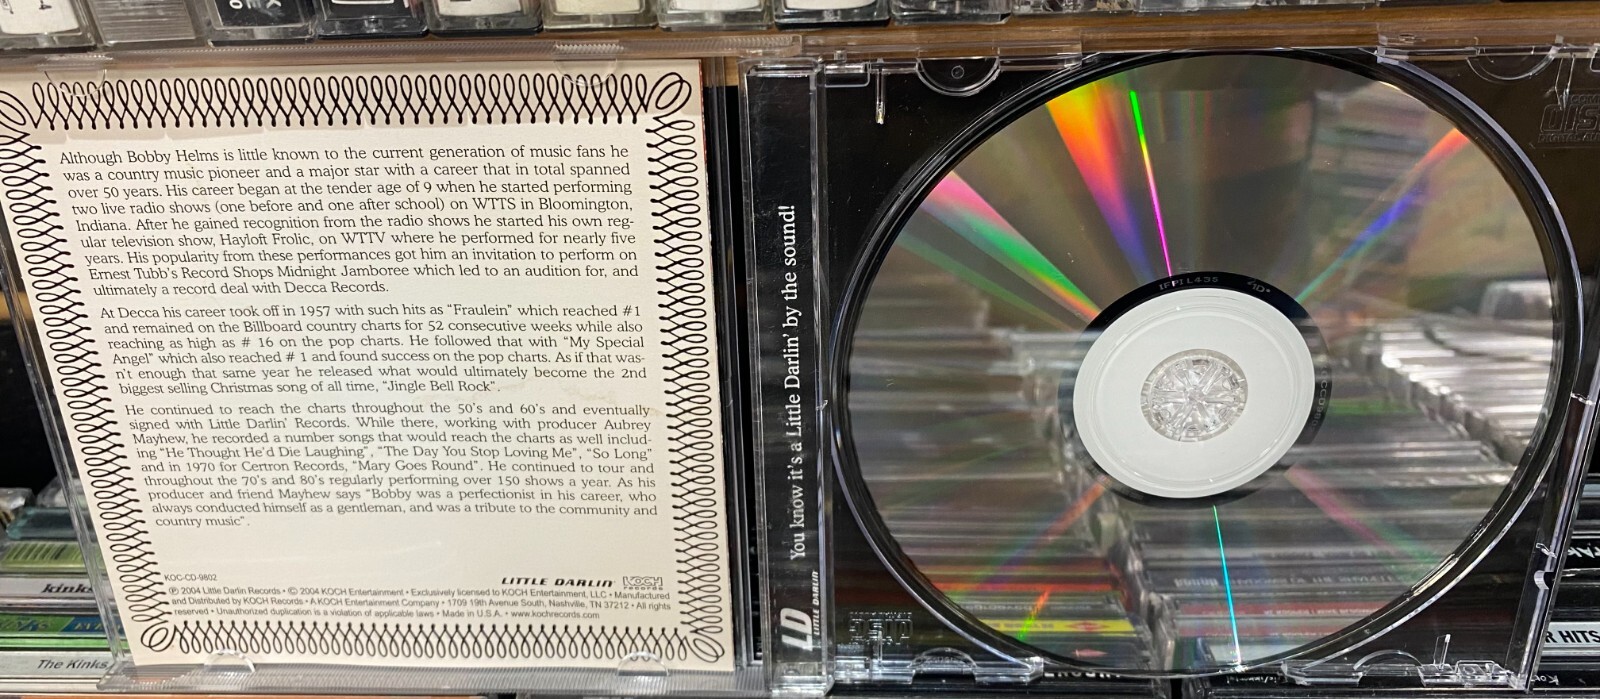 Although Bobby Helms is little known to the current generation of music fans he
was a country music pioneer and a major star with a career that in total spanned
over 50 years. His career began at the tender age of 9 when he started performing
two live radio shows (one before and one after school) on WTTS in Bloomington,
Indiana. After he gained recognition from the radio shows he started his own reg-
ular television show, Hayloft Frolic, on WTTV where he performed for nearly five
years. His popularity from these performances got him an invitation to perform on
Ernest Tubb's Record Shops Midnight Jamboree which led to an audition for, and
ultimately a record deal with Decca Records.
At Decca his career took off in 1957 with such hits as "Fraulein" which reached #1
and remained on the Billboard country charts for 52 consecutive weeks while also
reaching as high as # 16 on the pop charts. He followed that with "My Special
Angel" which also reached # 1 and found success on the pop charts. As if that was-
n't enough that same year he released what would ultimately become the 2nd
biggest selling Christmas song of all time, "Jingle Bell Rock".
He continued to reach the charts throughout the 50's and 60's and eventually
signed with Little Darlin' Records. While there, working with producer Aubrey
Mayhew, he recorded a number songs that would reach the charts as well includ-
ing "He Thought He'd Die Laughing", "The Day You Stop Loving Me", "So Long"
and in 1970 for Certron Records, "Mary Goes Round". He continued to tour and
throughout the 70's and 80's regularly performing over 150 shows a year. As his
producer and friend Mayhew says "Bobby was a perfectionist in his career, who
always conducted himself as a gentleman, and was a tribute to the community and
country music".
KOC-CD-9802
LITTLE DARLIN' KOCH RECORDS
℗ 2004 Little Darlin Records • © 2004 KOCH Entertainment • Exclusively licensed to KOCH Entertainment, LLC • Manufactured
and Distributed by KOCH Records • A KOCH Entertainment Company • 1709 19th Avenue South, Nashville, TN 37212 • All rights
reserved • Unauthorized duplication is a violation of applicable laws • Made in U.S.A. • www.kochrecords.com
You know it's a Little Darlin' by the sound!
LD
LITTLE DARLIN'
IFPI L435
kinks
The Kinks
R HITS